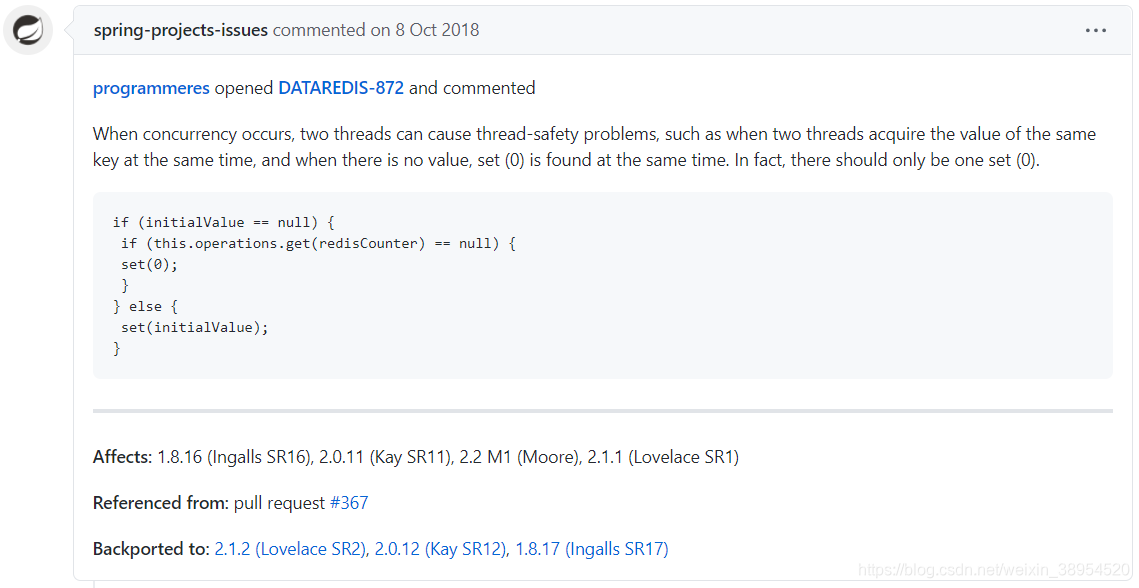 spring-projects-issues commented on 8 Oct 2018
programmeres opened DATAREDIS-872 and commented
When concurrency occurs, two threads can cause thread-safety problems, such as when two threads acquire the value of the same
key at the same time, and when there is no value, set (0) is found at the same time. In fact, there should only be one set (0).
if (initialValue == null) {
 if (this.operations.get(redisCounter) == null) {
 set(0);
 }
} else {
 set(initialValue);
}
Affects: 1.8.16 (Ingalls SR16), 2.0.11 (Kay SR11), 2.2 M1 (Moore), 2.1.1 (Lovelace SR1)
Referenced from: pull request #367
Backported to: 2.1.2 (Lovelace SR2), 2.0.12 (Kay SR12), 1.8.17 (Ingalls SR17)
https://blog.csdn.net/weixin_38954520